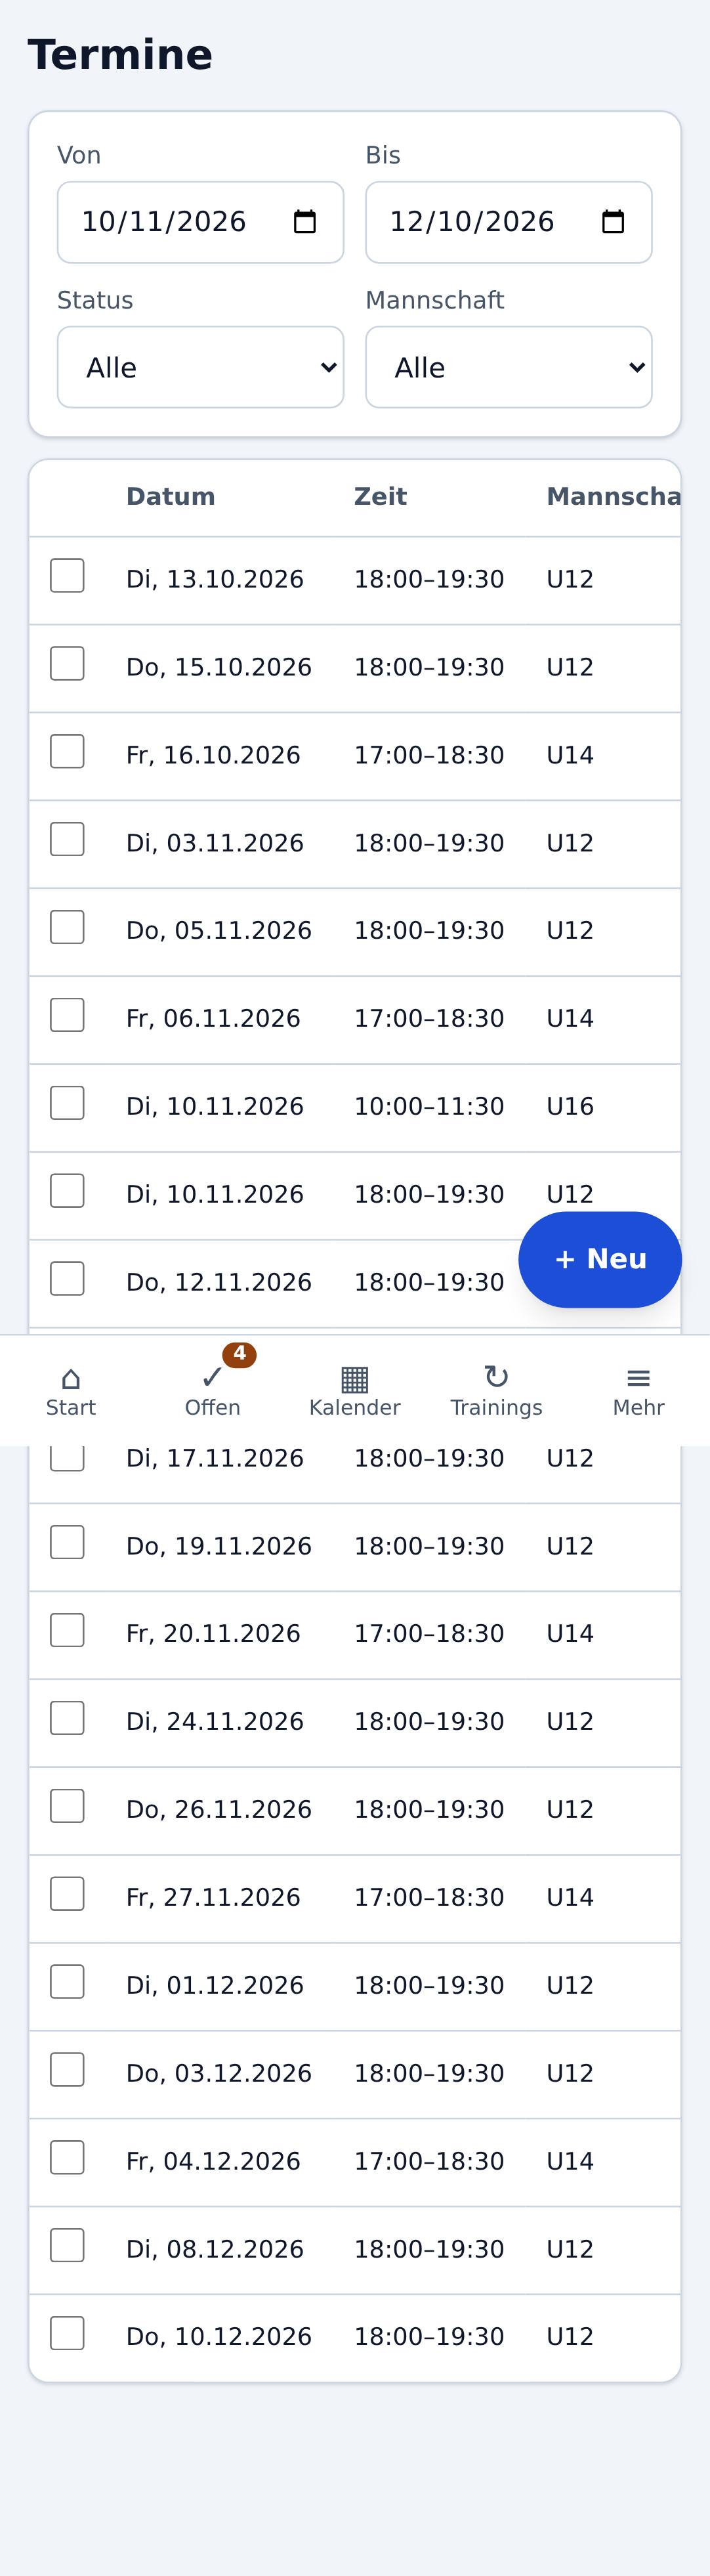 Termine
Von Bis
10/11/2026 12/10/2026
Status Mannschaft
Alle Alle
Datum Zeit Mannscha
Di, 13.10.2026 18:00–19:30 U12
Do, 15.10.2026 18:00–19:30 U12
Fr, 16.10.2026 17:00–18:30 U14
Di, 03.11.2026 18:00–19:30 U12
Do, 05.11.2026 18:00–19:30 U12
Fr, 06.11.2026 17:00–18:30 U14
Di, 10.11.2026 10:00–11:30 U16
Di, 10.11.2026 18:00–19:30 U12
Do, 12.11.2026 18:00–19:30
+ Neu
4
Start Offen Kalender Trainings Mehr
Di, 17.11.2026 18:00–19:30 U12
Do, 19.11.2026 18:00–19:30 U12
Fr, 20.11.2026 17:00–18:30 U14
Di, 24.11.2026 18:00–19:30 U12
Do, 26.11.2026 18:00–19:30 U12
Fr, 27.11.2026 17:00–18:30 U14
Di, 01.12.2026 18:00–19:30 U12
Do, 03.12.2026 18:00–19:30 U12
Fr, 04.12.2026 17:00–18:30 U14
Di, 08.12.2026 18:00–19:30 U12
Do, 10.12.2026 18:00–19:30 U12